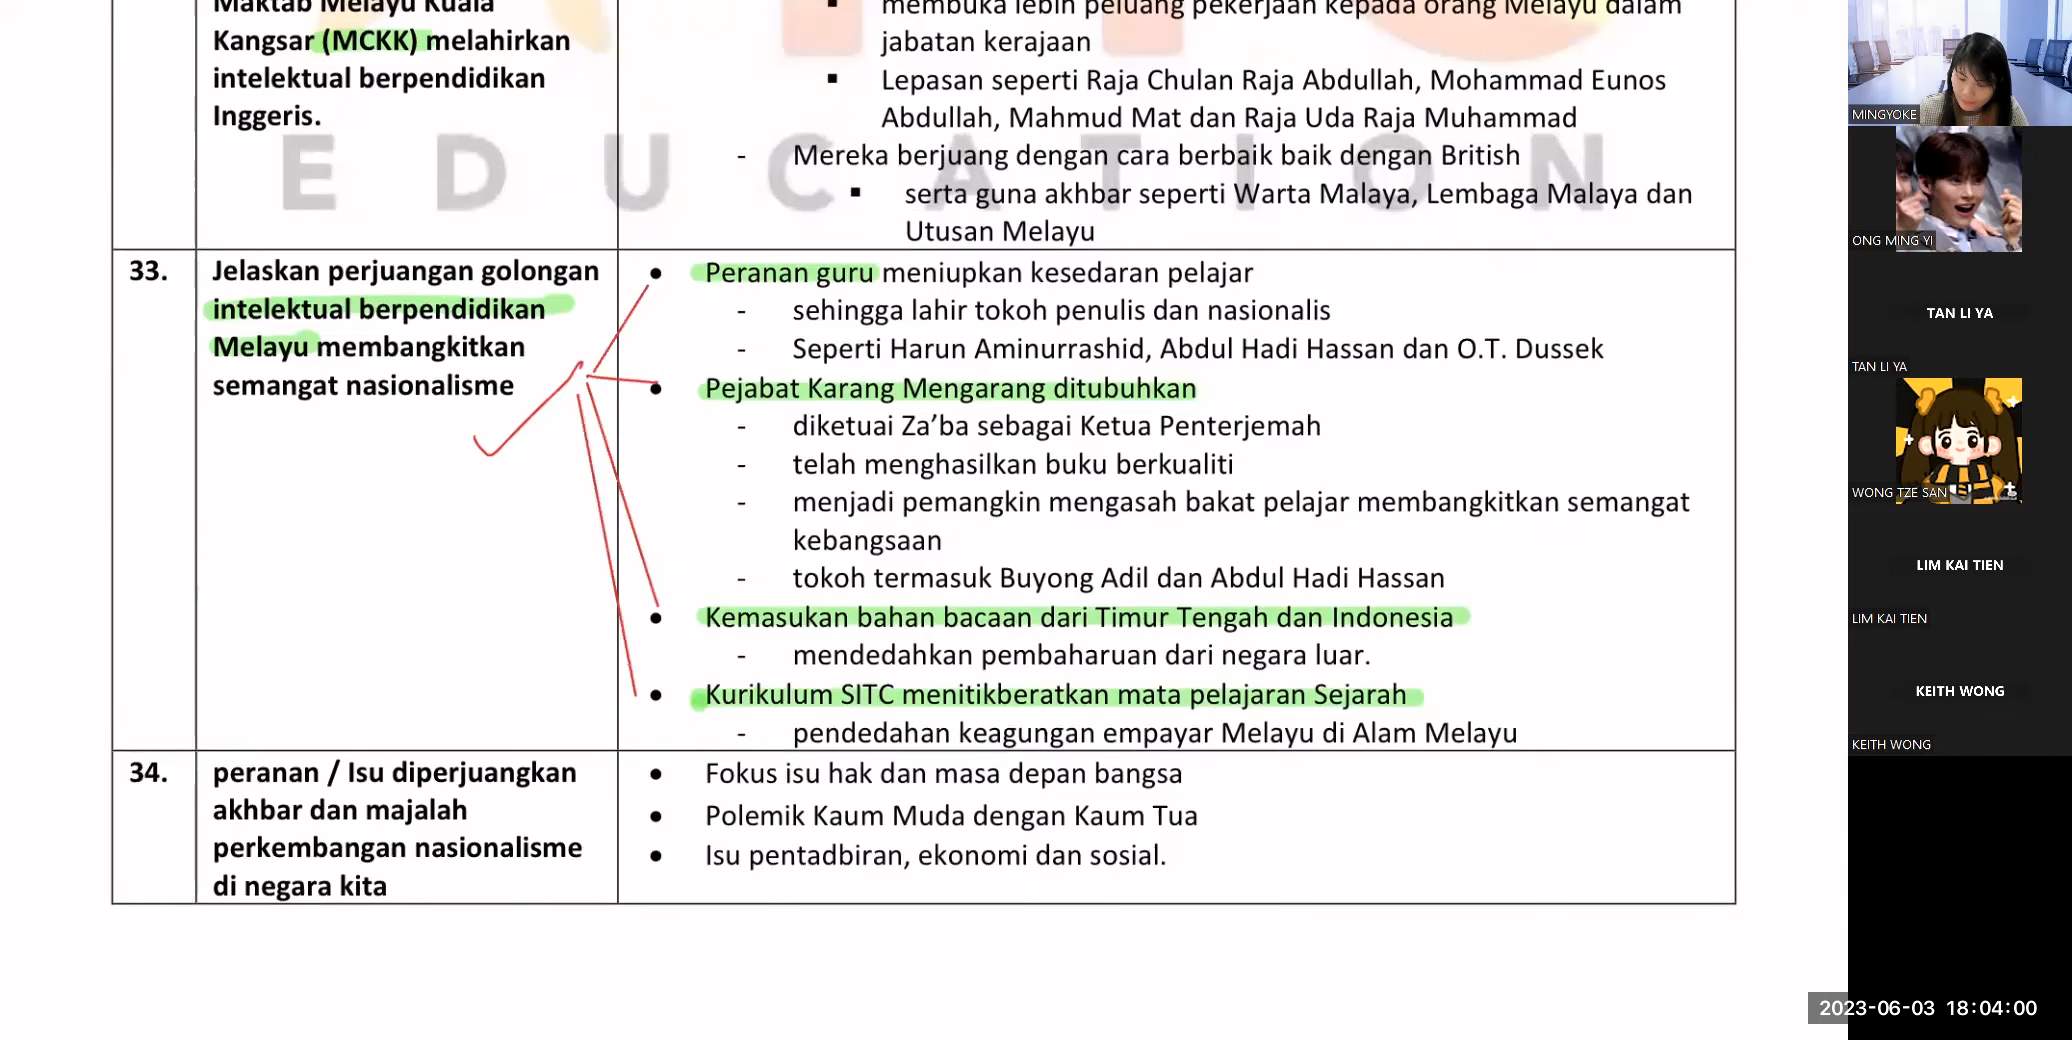 Maktab Melayu Kuala
Kangsar (MCKK) melahirkan
intelektual berpendidikan
Inggeris.
membuka lebih peluang pekerjaan kepada orang Melayu dalam
jabatan kerajaan
▪ Lepasan seperti Raja Chulan Raja Abdullah, Mohammad Eunos
Abdullah, Mahmud Mat dan Raja Uda Raja Muhammad
- Mereka berjuang dengan cara berbaik baik dengan British
▪ serta guna akhbar seperti Warta Malaya, Lembaga Malaya dan
Utusan Melayu
EDUCATION
33.
Jelaskan perjuangan golongan
intelektual berpendidikan
Melayu membangkitkan
semangat nasionalisme
• Peranan guru meniupkan kesedaran pelajar
- sehingga lahir tokoh penulis dan nasionalis
- Seperti Harun Aminurrashid, Abdul Hadi Hassan dan O.T. Dussek
• Pejabat Karang Mengarang ditubuhkan
- diketuai Za’ba sebagai Ketua Penterjemah
- telah menghasilkan buku berkualiti
- menjadi pemangkin mengasah bakat pelajar membangkitkan semangat
kebangsaan
- tokoh termasuk Buyong Adil dan Abdul Hadi Hassan
• Kemasukan bahan bacaan dari Timur Tengah dan Indonesia
- mendedahkan pembaharuan dari negara luar.
• Kurikulum SITC menitikberatkan mata pelajaran Sejarah
- pendedahan keagungan empayar Melayu di Alam Melayu
34.
peranan / Isu diperjuangkan
akhbar dan majalah
perkembangan nasionalisme
di negara kita
• Fokus isu hak dan masa depan bangsa
• Polemik Kaum Muda dengan Kaum Tua
• Isu pentadbiran, ekonomi dan sosial.
MINGYOKE
ONG MING YI
TAN LI YA
TAN LI YA
WONG TZE SAN
LIM KAI TIEN
LIM KAI TIEN
KEITH WONG
KEITH WONG
2023-06-03 18:04:00